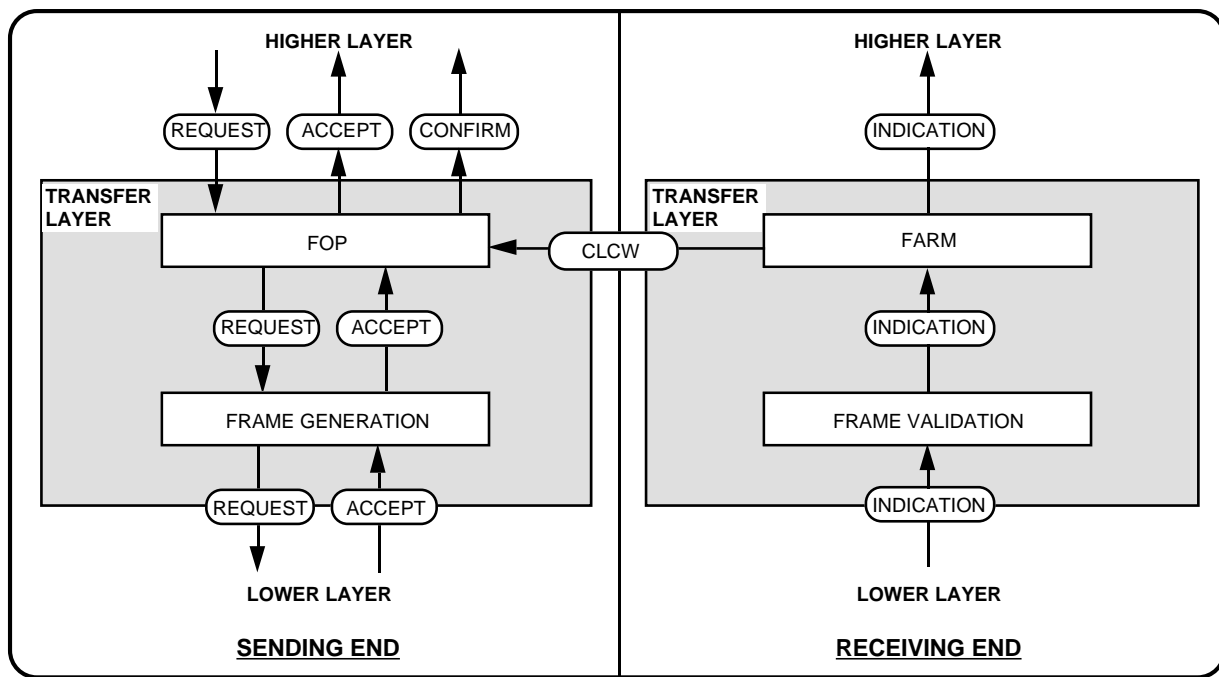 HIGHER LAYER
HIGHER LAYER
REQUEST
ACCEPT
CONFIRM
INDICATION
TRANSFER
LAYER
TRANSFER
LAYER
FOP
CLCW
FARM
REQUEST
ACCEPT
INDICATION
FRAME GENERATION
FRAME VALIDATION
REQUEST
ACCEPT
INDICATION
LOWER LAYER
LOWER LAYER
SENDING END
RECEIVING END